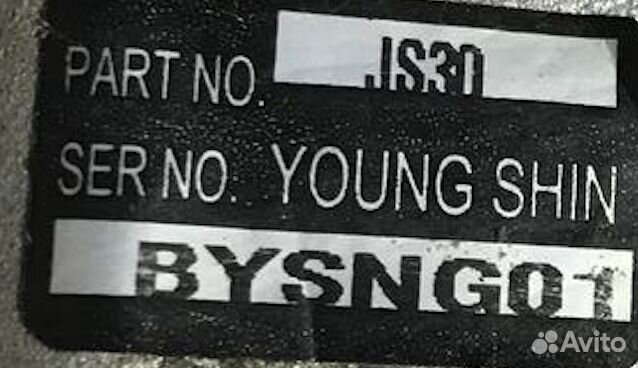 PART NO. JS30
SER NO. YOUNG SHIN
BYSNG01
Avito